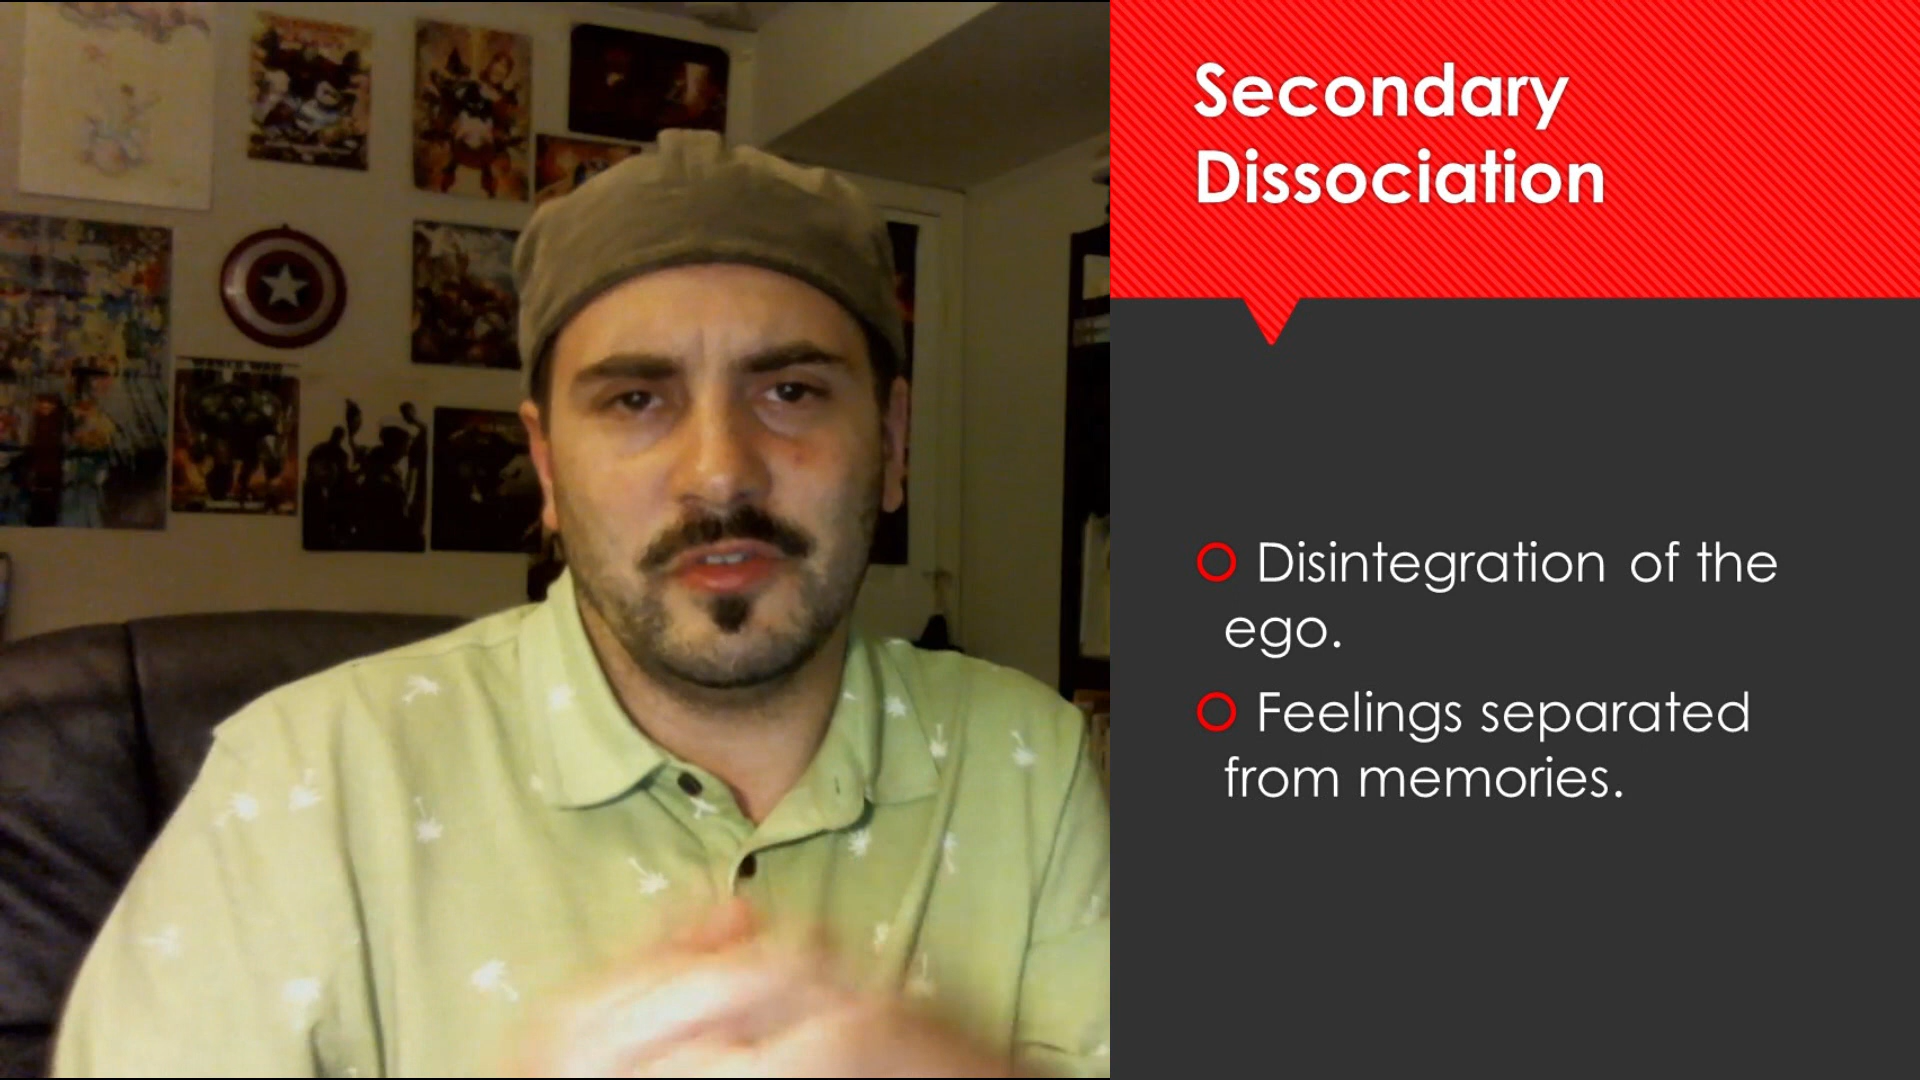 Secondary
Dissociation
Disintegration of the
ego.
Feelings separated
from memories.